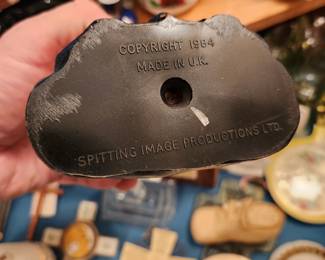 COPYRIGHT 1984
MADE IN U.K.
SPITTING IMAGE PRODUCTIONS LTD.